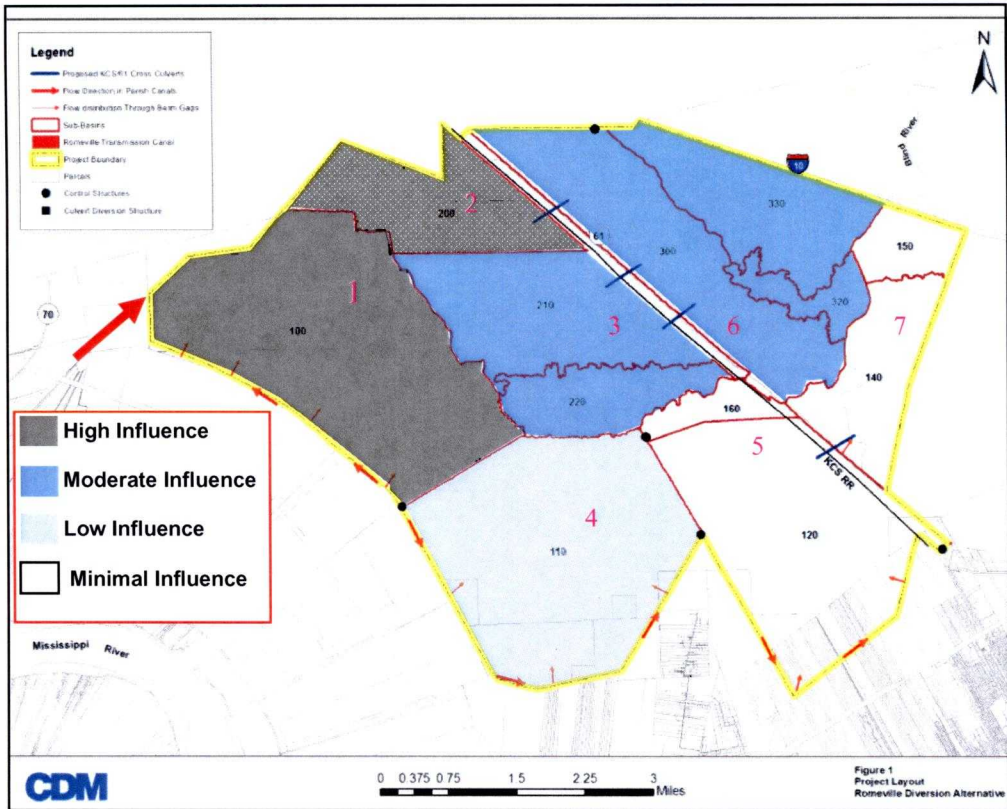 Legend
Proposed KCS/61 Cross Culverts
Flow Direction in Parish Canals
Flow distribution Through Berm Gaps
Sub-Basins
Romeville Transmission Canal
Project Boundary
Parcels
Control Structures
Culvert Diversion Structure
N
Blind River
10
330
2
200
150
61
300
1
210
3
320
6
7
70
100
140
220
160
5
High Influence
Moderate Influence
Low Influence
Minimal Influence
KCS RR
4
110
120
Mississippi River
CDM
0 0.375 0.75 1.5 2.25 3
Miles
Figure 1
Project Layout
Romeville Diversion Alternative